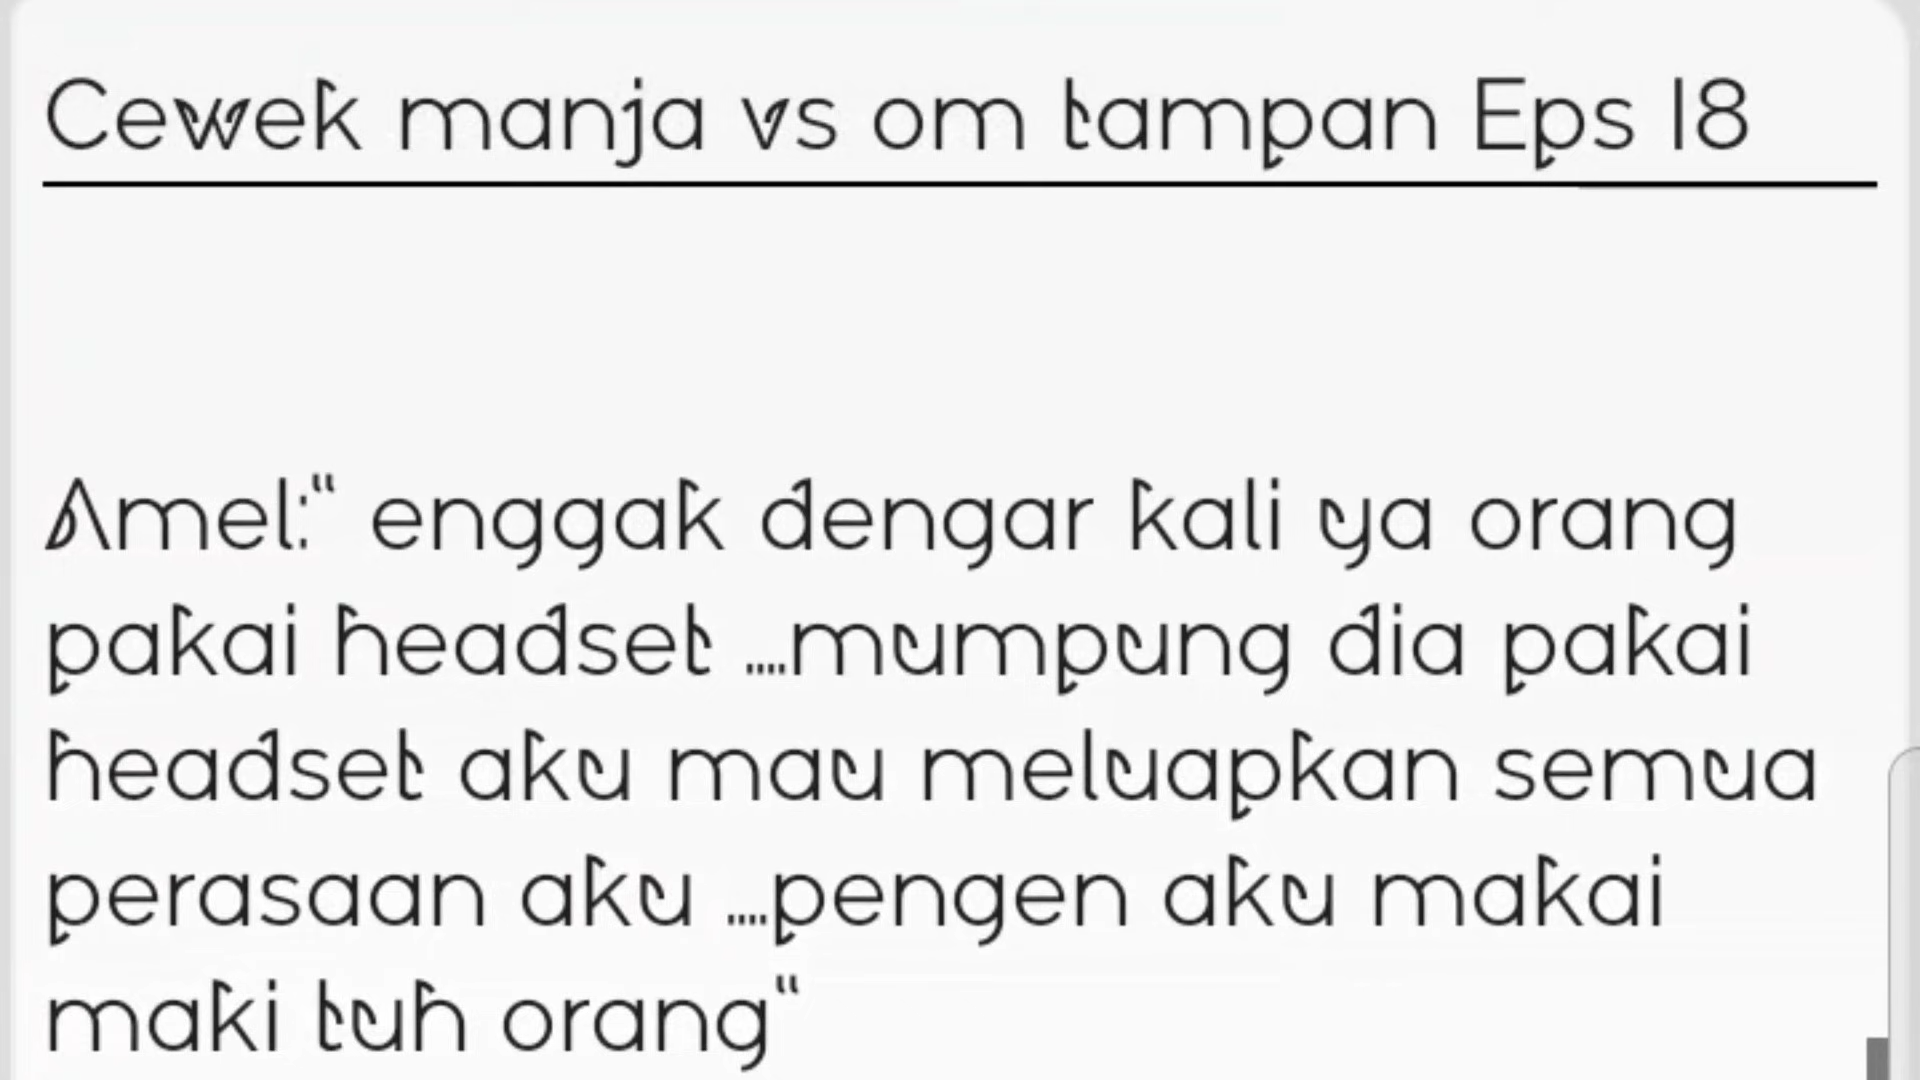 Cewek manja vs om tampan Eps 18
Amel:“ enggak dengar kali ya orang
pakai headset ....mumpung dia pakai
headset aku mau meluapkan semua
perasaan aku ....pengen aku makai
maki tuh orang“